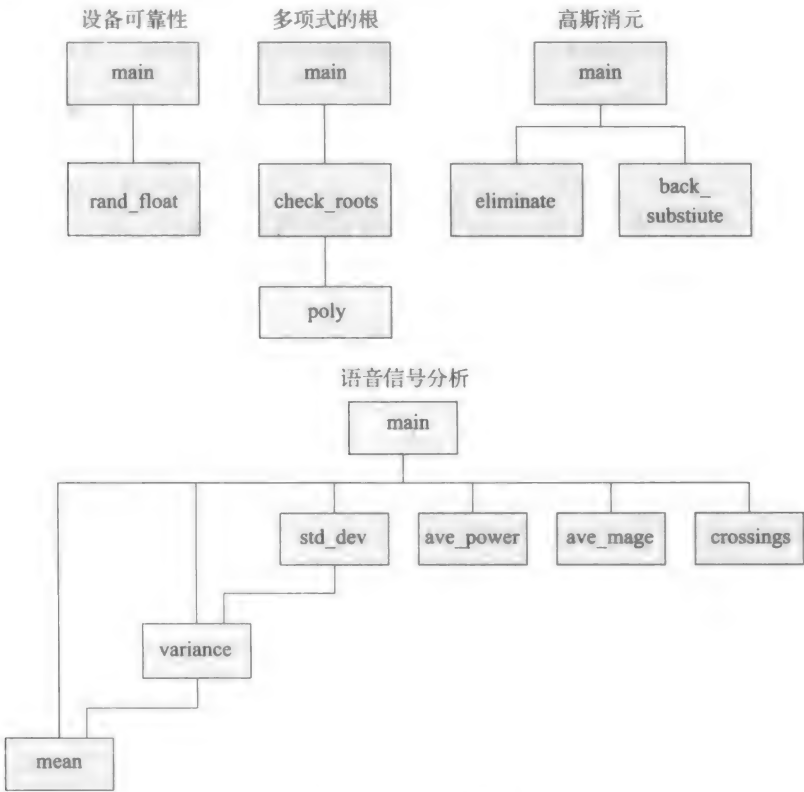 设备可靠性
多项式的根
高斯消元
main
main
main
rand_float
check_roots
eliminate
back_
substiute
poly
语音信号分析
main
std_dev
ave_power
ave_mage
crossings
variance
mean